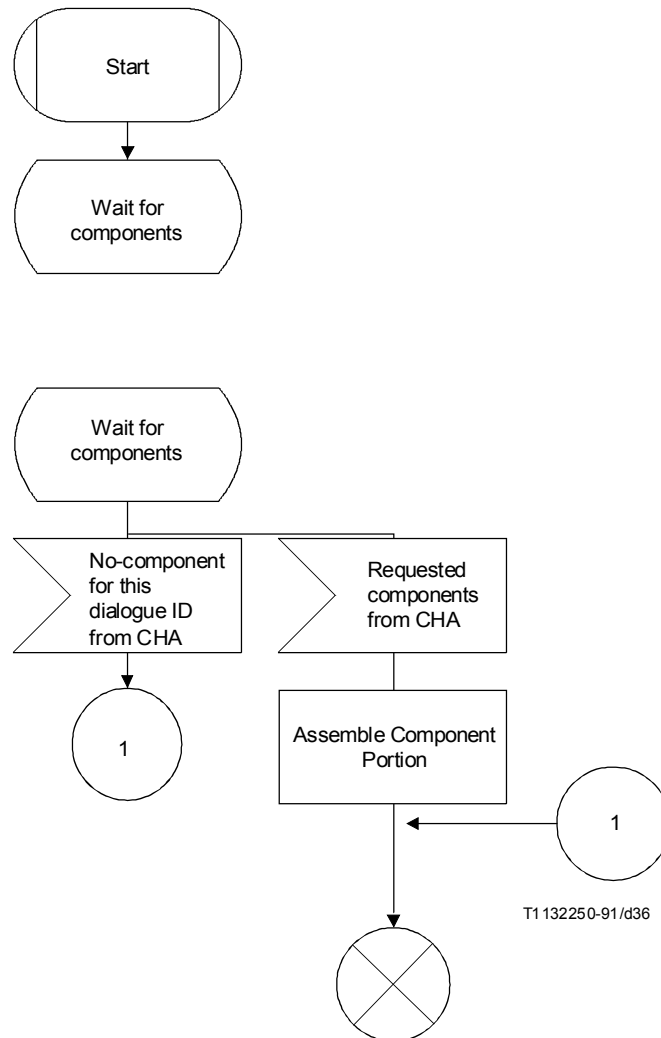 Start
Wait for
components
Wait for
components
No-component
for this
dialogue ID
from CHA
Requested
components
from CHA
1
Assemble Component
Portion
1
T1132250-91/d36